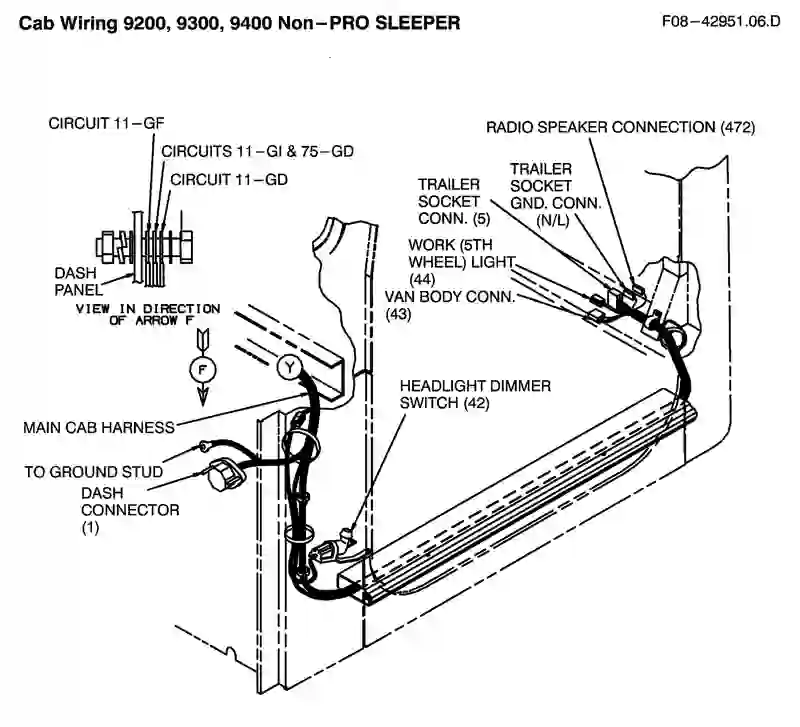 Cab Wiring 9200, 9300, 9400 Non-PRO SLEEPER
F08-42951.06.D
CIRCUIT 11-GF
CIRCUITS 11-GI & 75-GD
CIRCUIT 11-GD
DASH
PANEL
VIEW IN DIRECTION
OF ARROW F
F
Y
RADIO SPEAKER CONNECTION (472)
TRAILER
SOCKET
GND. CONN.
(N/L)
TRAILER
SOCKET
CONN. (5)
WORK (5TH
WHEEL) LIGHT
(44)
VAN BODY CONN.
(43)
HEADLIGHT DIMMER
SWITCH (42)
MAIN CAB HARNESS
TO GROUND STUD
DASH
CONNECTOR
(1)